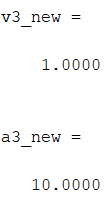 v3_new =
1.0000
a3_new =
10.0000